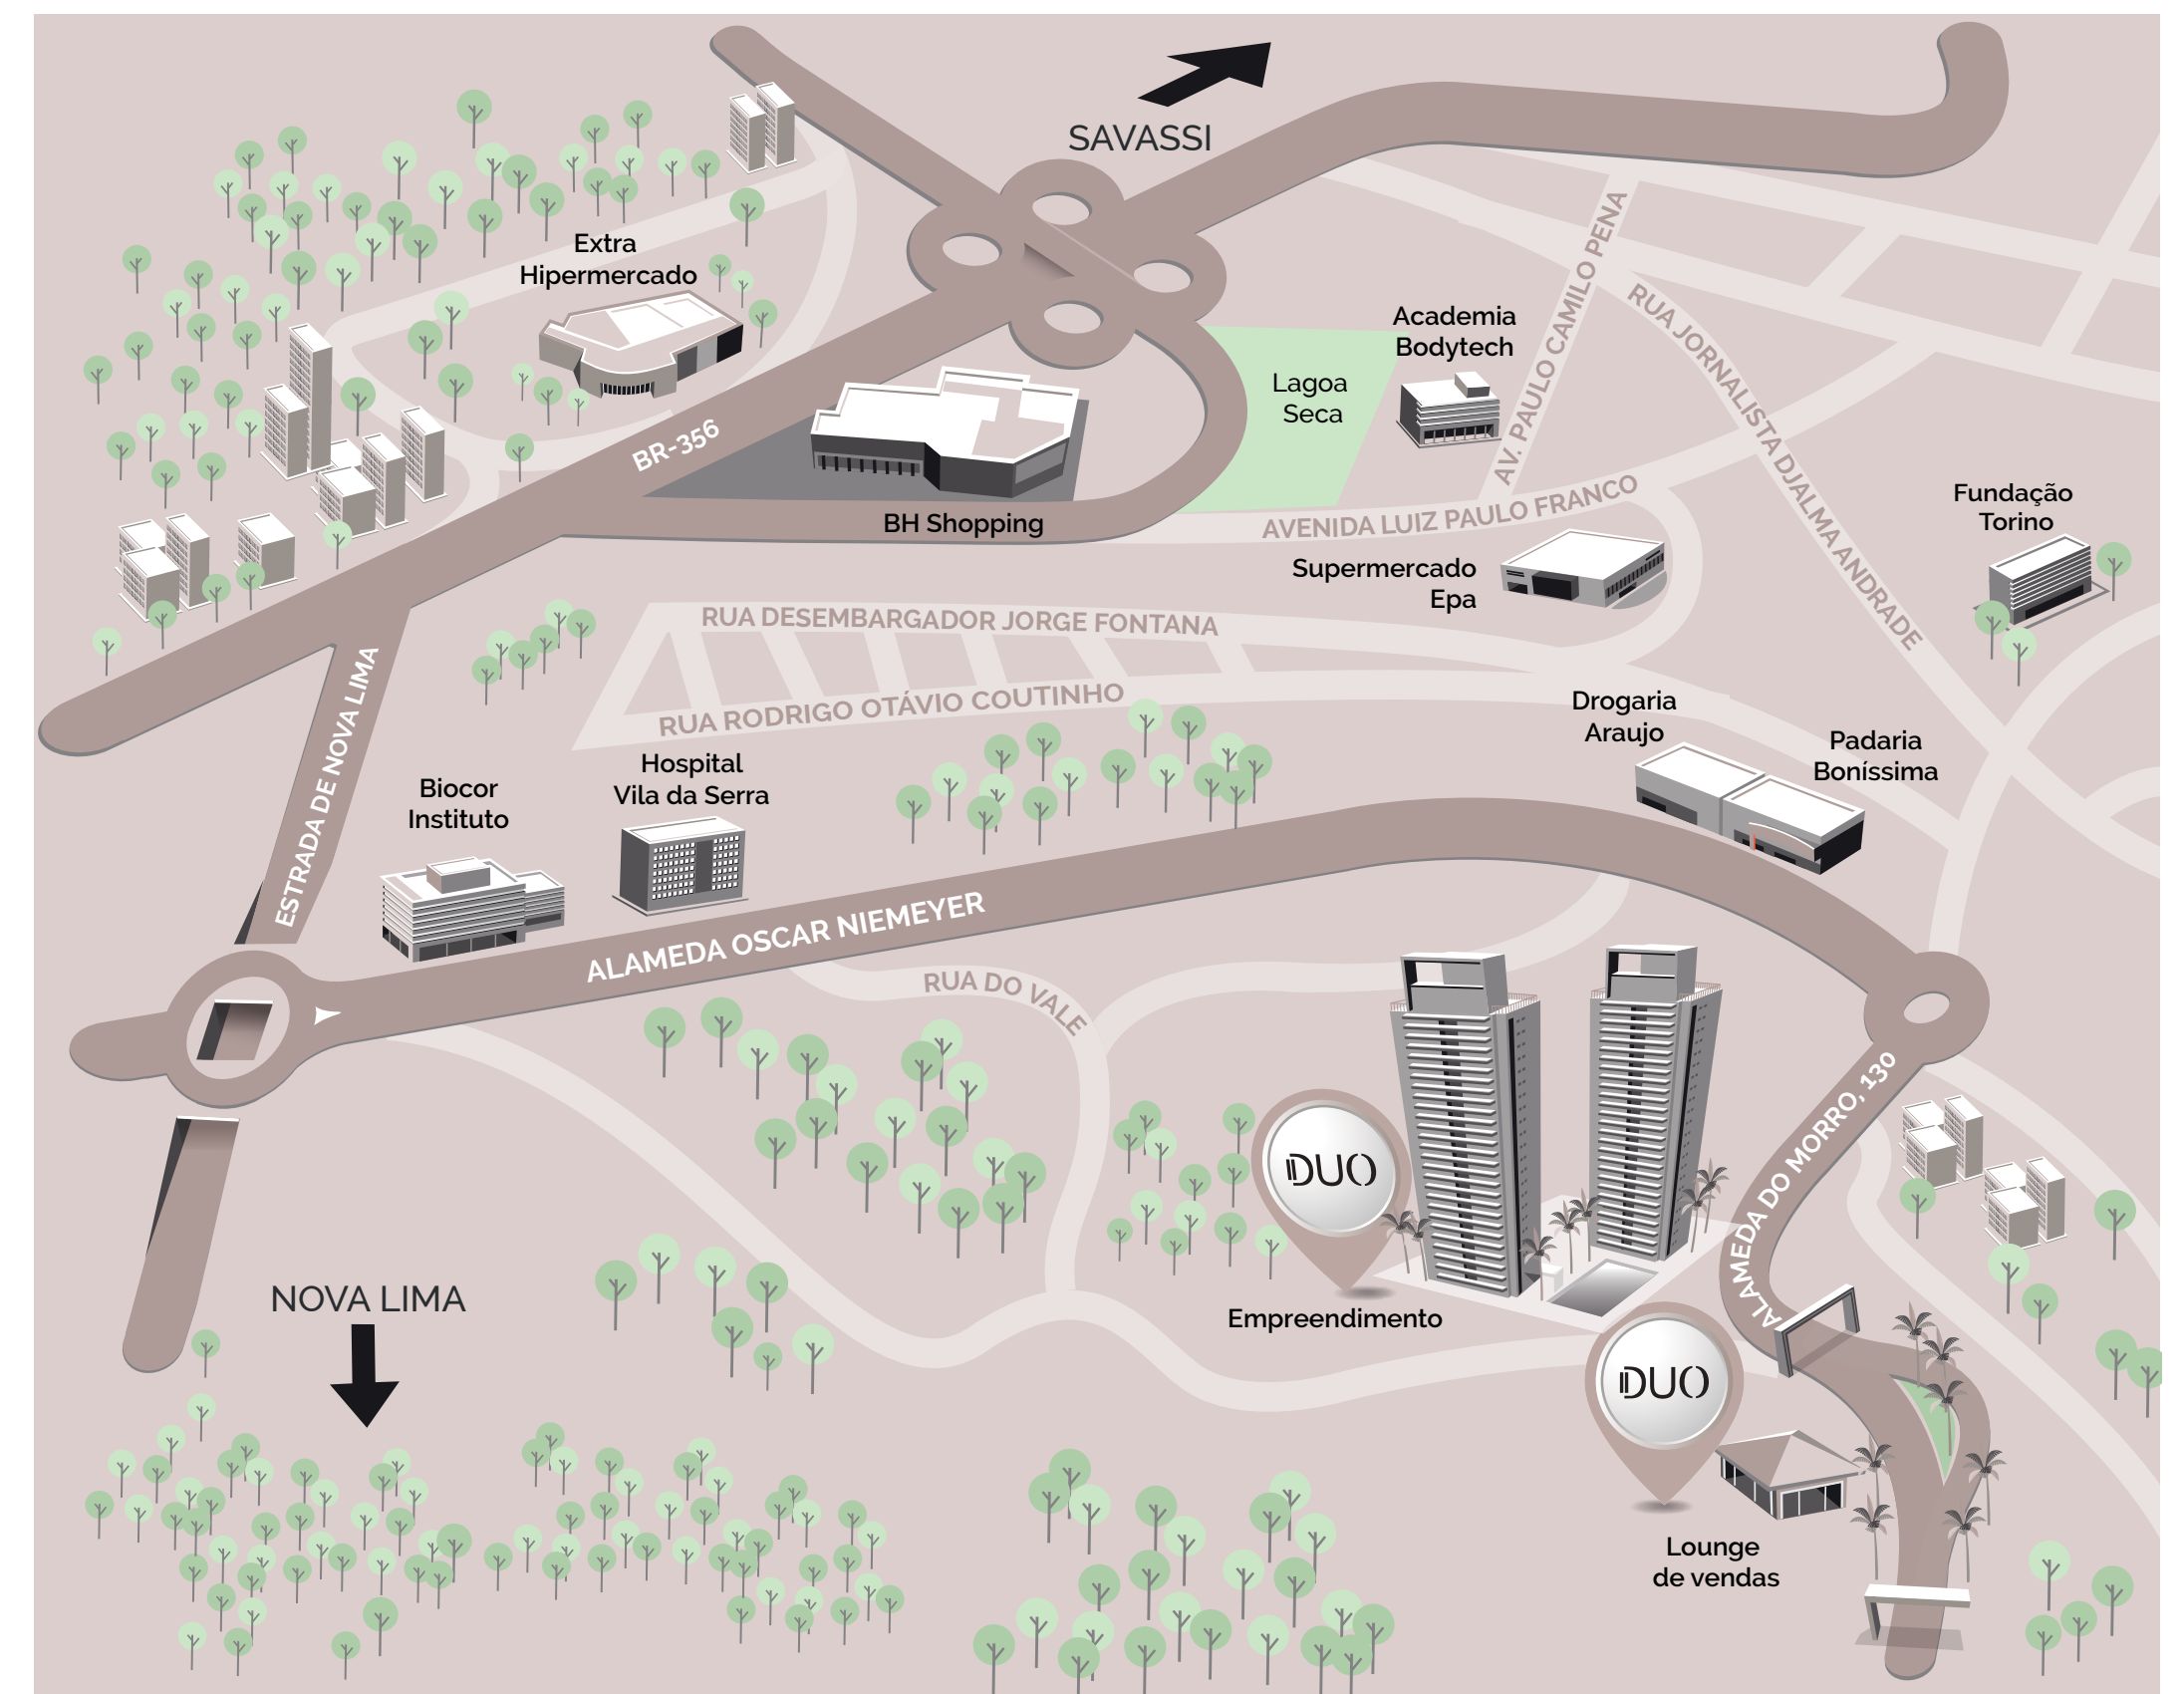 SAVASSI
Extra
Hipermercado
BR-356
BH Shopping
Lagoa
Seca
Academia
Bodytech
AV. PAULO CAMILO PENA
RUA JORNALISTA DJALMA ANDRADE
AVENIDA LUIZ PAULO FRANCO
Fundação
Torino
Supermercado
Epa
RUA DESEMBARGADOR JORGE FONTANA
RUA RODRIGO OTÁVIO COUTINHO
ESTRADA DE NOVA LIMA
Drogaria
Araujo
Padaria
Boníssima
Hospital
Vila da Serra
Biocor
Instituto
ALAMEDA OSCAR NIEMEYER
RUA DO VALE
ALAMEDA DO MORRO, 130
DUO
Empreendimento
NOVA LIMA
DUO
Lounge
de vendas